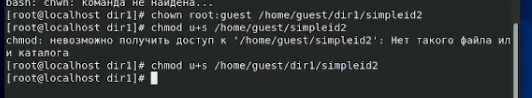 bash: chwn: команда не найдена...
[root@localhost dir1]# chown root:guest /home/guest/dir1/simpleid2
[root@localhost dir1]# chmod u+s /home/guest/simpleid2
chmod: невозможно получить доступ к '/home/guest/simpleid2': Нет такого файла ил
и каталога
[root@localhost dir1]# chmod u+s /home/guest/dir1/simpleid2
[root@localhost dir1]#